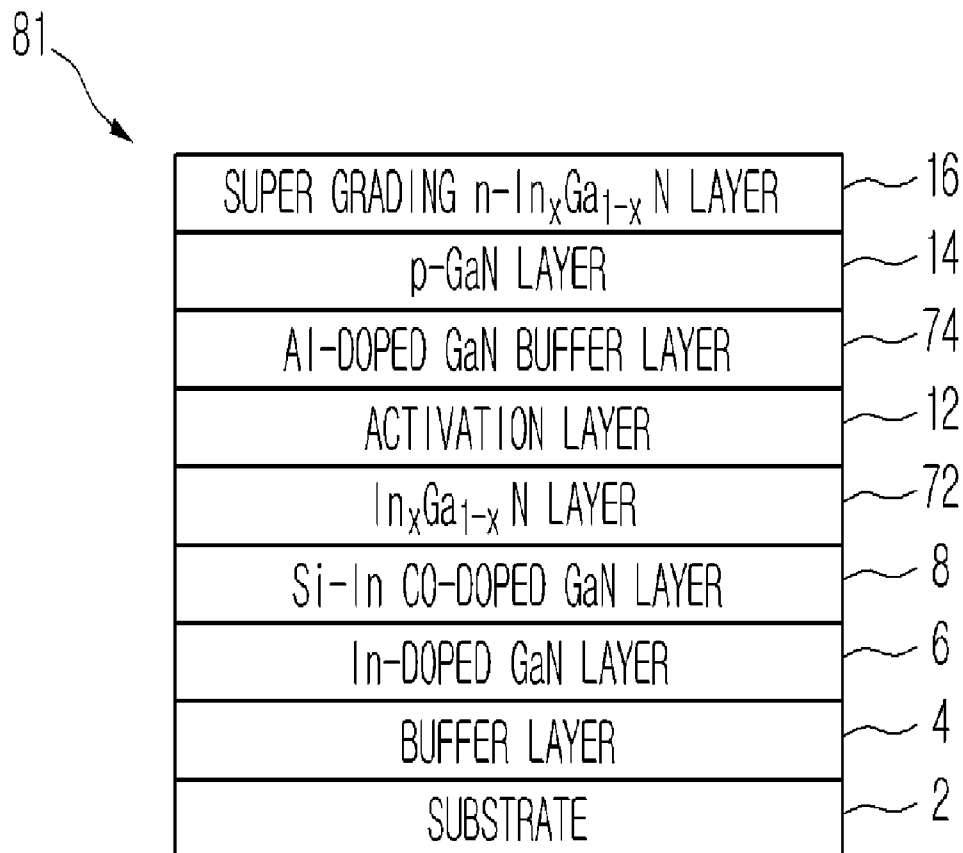 81
SUPER GRADING n-InₓGa₁₋ₓ N LAYER 16
p-GaN LAYER 14
Al-DOPED GaN BUFFER LAYER 74
ACTIVATION LAYER 12
InₓGa₁₋ₓ N LAYER 72
Si-In CO-DOPED GaN LAYER 8
In-DOPED GaN LAYER 6
BUFFER LAYER 4
SUBSTRATE 2